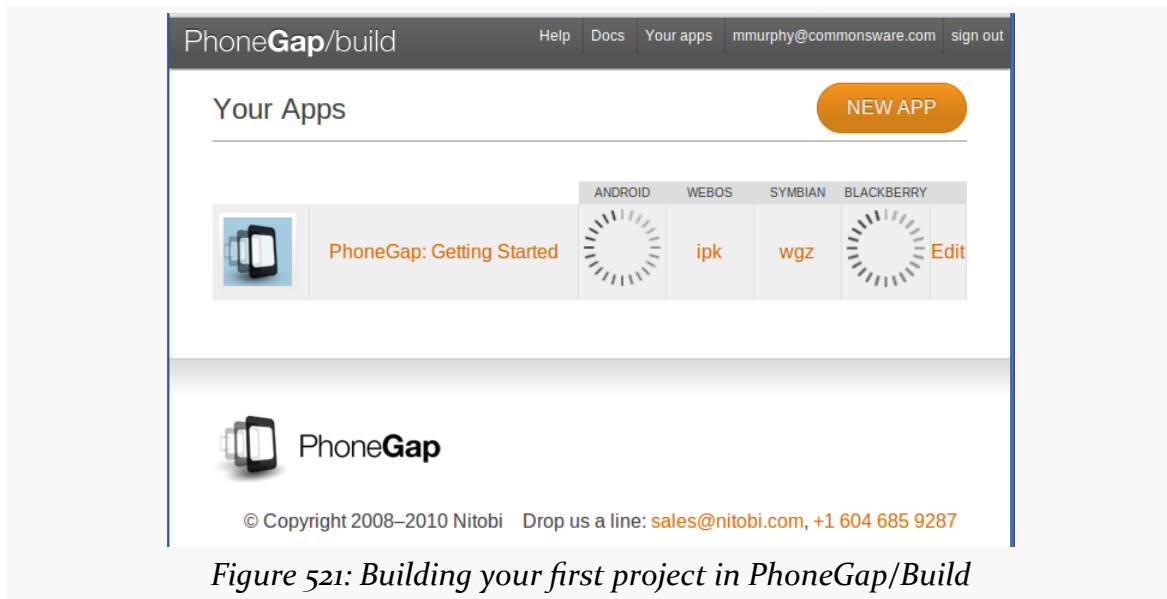 PhoneGap/build Help Docs Your apps mmurphy@commonsware.com sign out
Your Apps NEW APP
ANDROID WEBOS SYMBIAN BLACKBERRY
PhoneGap: Getting Started ipk wgz Edit
PhoneGap
© Copyright 2008–2010 Nitobi Drop us a line: sales@nitobi.com, +1 604 685 9287
Figure 521: Building your first project in PhoneGap/Build